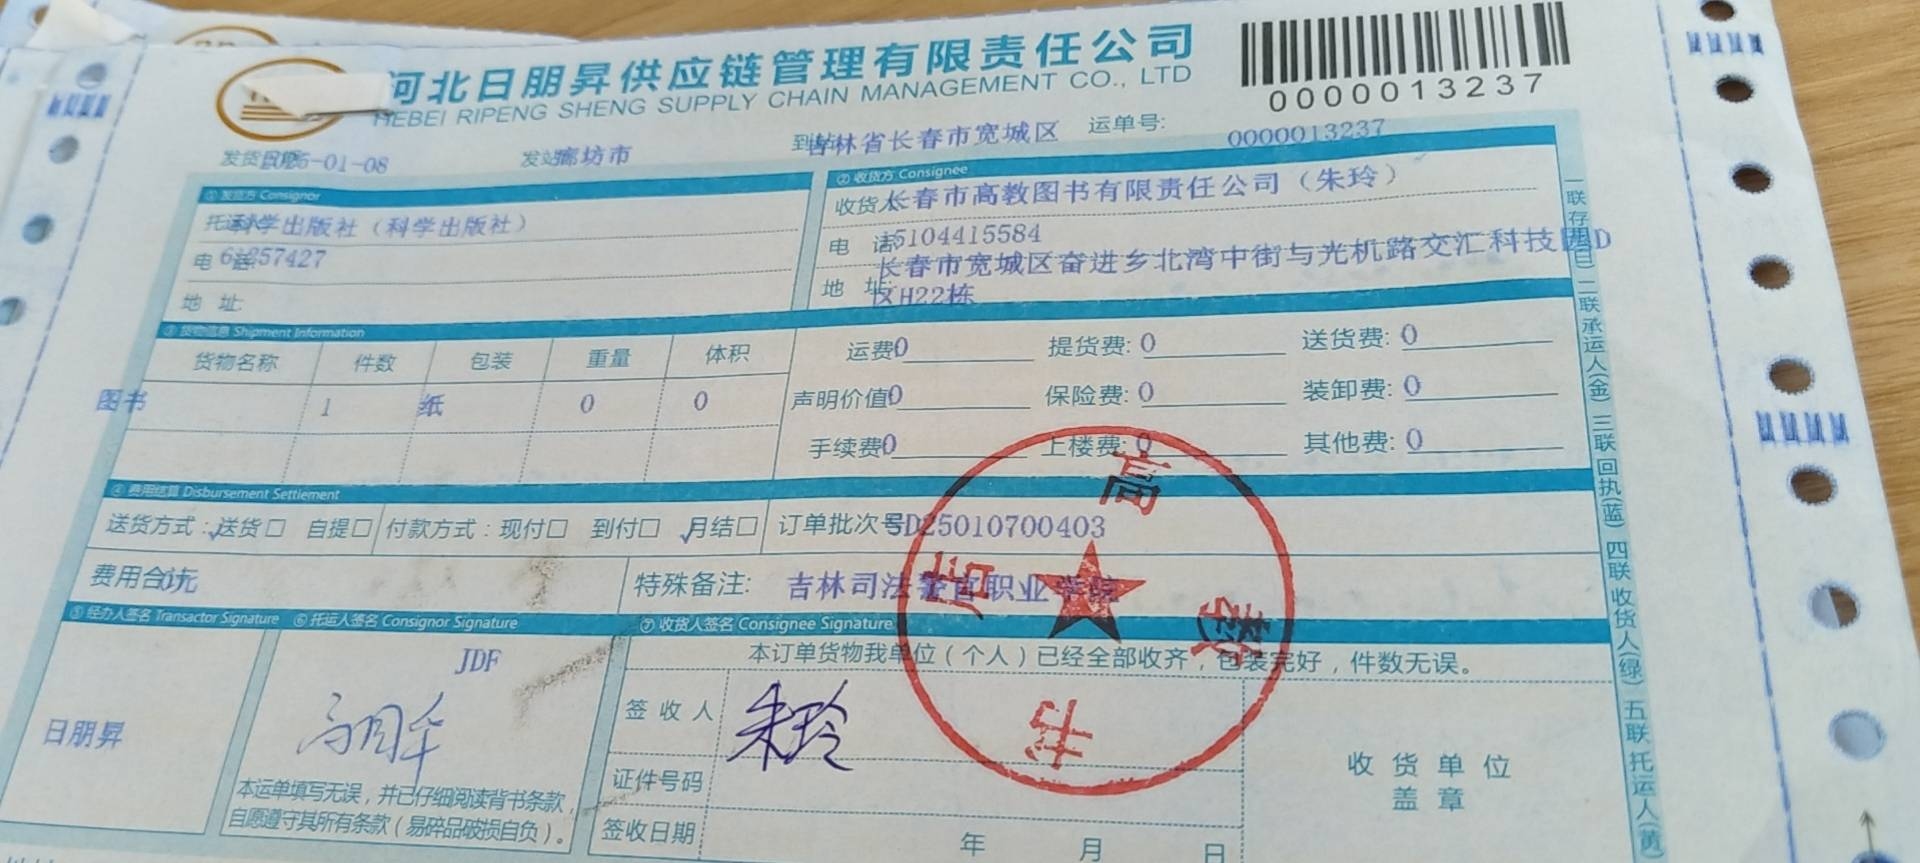 河北日朋昇供应链管理有限责任公司
HEBEI RIPENG SHENG SUPPLY CHAIN MANAGEMENT CO., LTD
0000013237
-01-08
廊坊市
林省长春市宽城区
运单号:
0000013237
① 发货方 Consignor
② 收货方 Consignee
科学出版社（科学出版社）
收货人
长春市高教图书有限责任公司（朱玲）
电
57427
电 话
15104415584
地 址:
地 址:
长春市宽城区奋进乡北湾中街与光机路交汇科技园D
区H22栋
③ 货物信息 Shipment Information
货物名称 件数 包装 重量 体积
图书 1 纸 0 0
运费0 提货费: 0 送货费: 0
声明价值0 保险费: 0 装卸费: 0
手续费0 上楼费: 0 其他费: 0
④ 费用结算 Disbursement Settlement
送货方式: √送货□ 自提□ 付款方式: 现付□ 到付□ √月结□
订单批次号D25010700403
费用合计 0元
特殊备注: 吉林司法警官职业学院
⑤ 经办人签名 Transactor Signature
⑥ 托运人签名 Consignor Signature
⑦ 收货人签名 Consignee Signature
日朋昇
JDF
本运单填写无误，并已仔细阅读背书条款，
自愿遵守其所有条款（易碎品破损自负）。
本订单货物我单位（个人）已经全部收齐，包装完好，件数无误。
签收人 朱玲
证件号码
签收日期 年 月 日
收货单位
盖章
高
店
书
一联存根(白) 二联承运人(金) 三联回执(蓝) 四联收货人(绿) 五联托运人(黄)